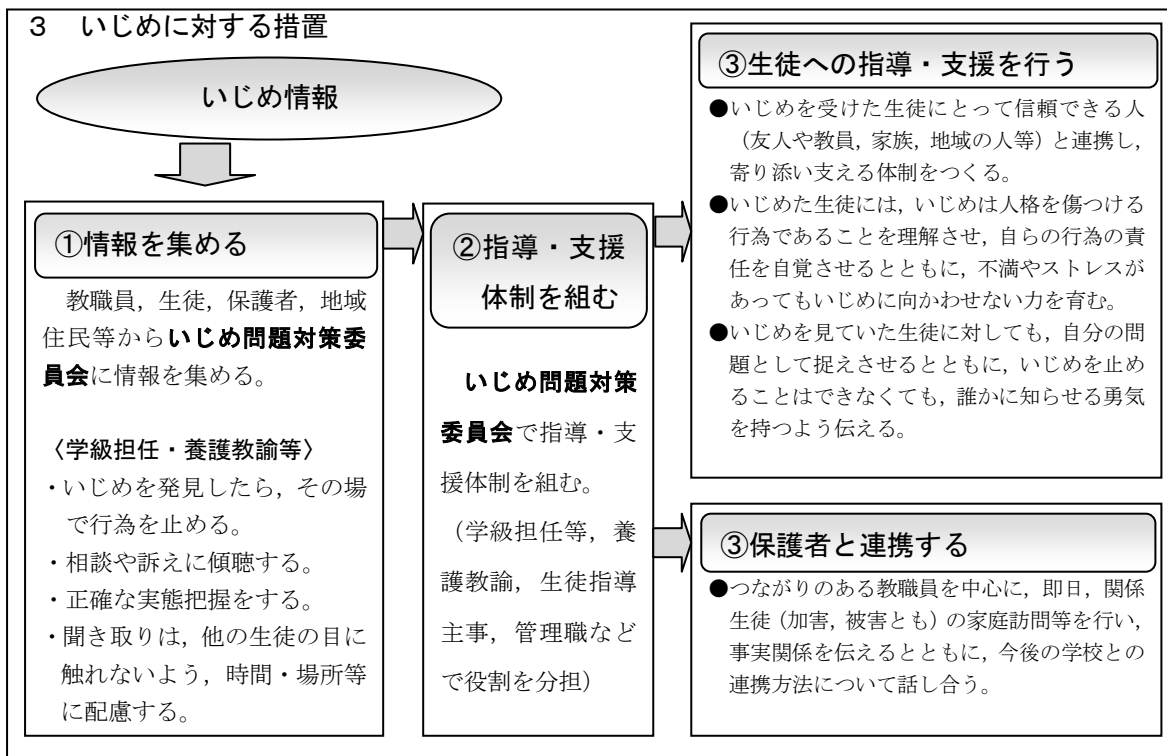 ３　いじめに対する措置
いじめ情報
①情報を集める
教職員，生徒，保護者，地域
住民等からいじめ問題対策委
員会に情報を集める。
〈学級担任・養護教諭等〉
・いじめを発見したら，その場
で行為を止める。
・相談や訴えに傾聴する。
・正確な実態把握をする。
・聞き取りは，他の生徒の目に
触れないよう，時間・場所等
に配慮する。
②指導・支援
体制を組む
いじめ問題対策
委員会で指導・支
援体制を組む。
（学級担任等，養
護教諭，生徒指導
主事，管理職など
で役割を分担）
③生徒への指導・支援を行う
●いじめを受けた生徒にとって信頼できる人
（友人や教員，家族，地域の人等）と連携し，
寄り添い支える体制をつくる。
●いじめた生徒には，いじめは人格を傷つける
行為であることを理解させ，自らの行為の責
任を自覚させるとともに，不満やストレスが
あってもいじめに向かわせない力を育む。
●いじめを見ていた生徒に対しても，自分の問
題として捉えさせるとともに，いじめを止め
ることはできなくても，誰かに知らせる勇気
を持つよう伝える。
③保護者と連携する
●つながりのある教職員を中心に，即日，関係
生徒（加害，被害とも）の家庭訪問等を行い，
事実関係を伝えるとともに，今後の学校との
連携方法について話し合う。